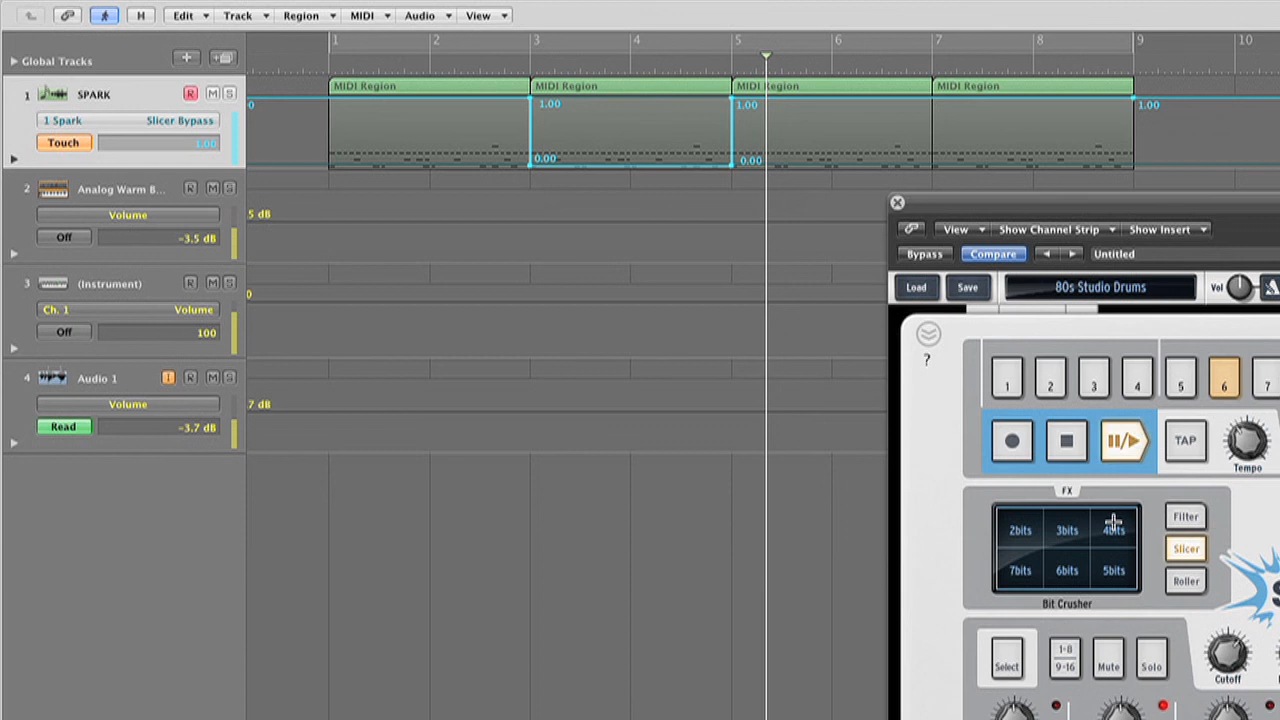 H Edit Track Region MIDI Audio View
Global Tracks
1 2 3 4 5 6 7 8 9 10
MIDI Region MIDI Region MIDI Region MIDI Region
1 SPARK R M S
0 1.00 1.00 1.00
1 Spark Slicer Bypass
Touch 1.00
0.00 0.00
2 Analog Warm B... R M S
Volume
5 dB
Off -3.5 dB
3 (Instrument) R M S
0
Ch. 1 Volume
Off 100
4 Audio 1 I R M S
Volume
7 dB
Read -3.7 dB
View Show Channel Strip Show Insert
Bypass Compare Untitled
Load Save 80s Studio Drums Vol
?
1 2 3 4 5 6 7
TAP
Tempo
FX
2bits 3bits 4bits
7bits 6bits 5bits
Bit Crusher
Filter
Slicer
Roller
Select
1-8
9-16
Mute Solo
Cutoff